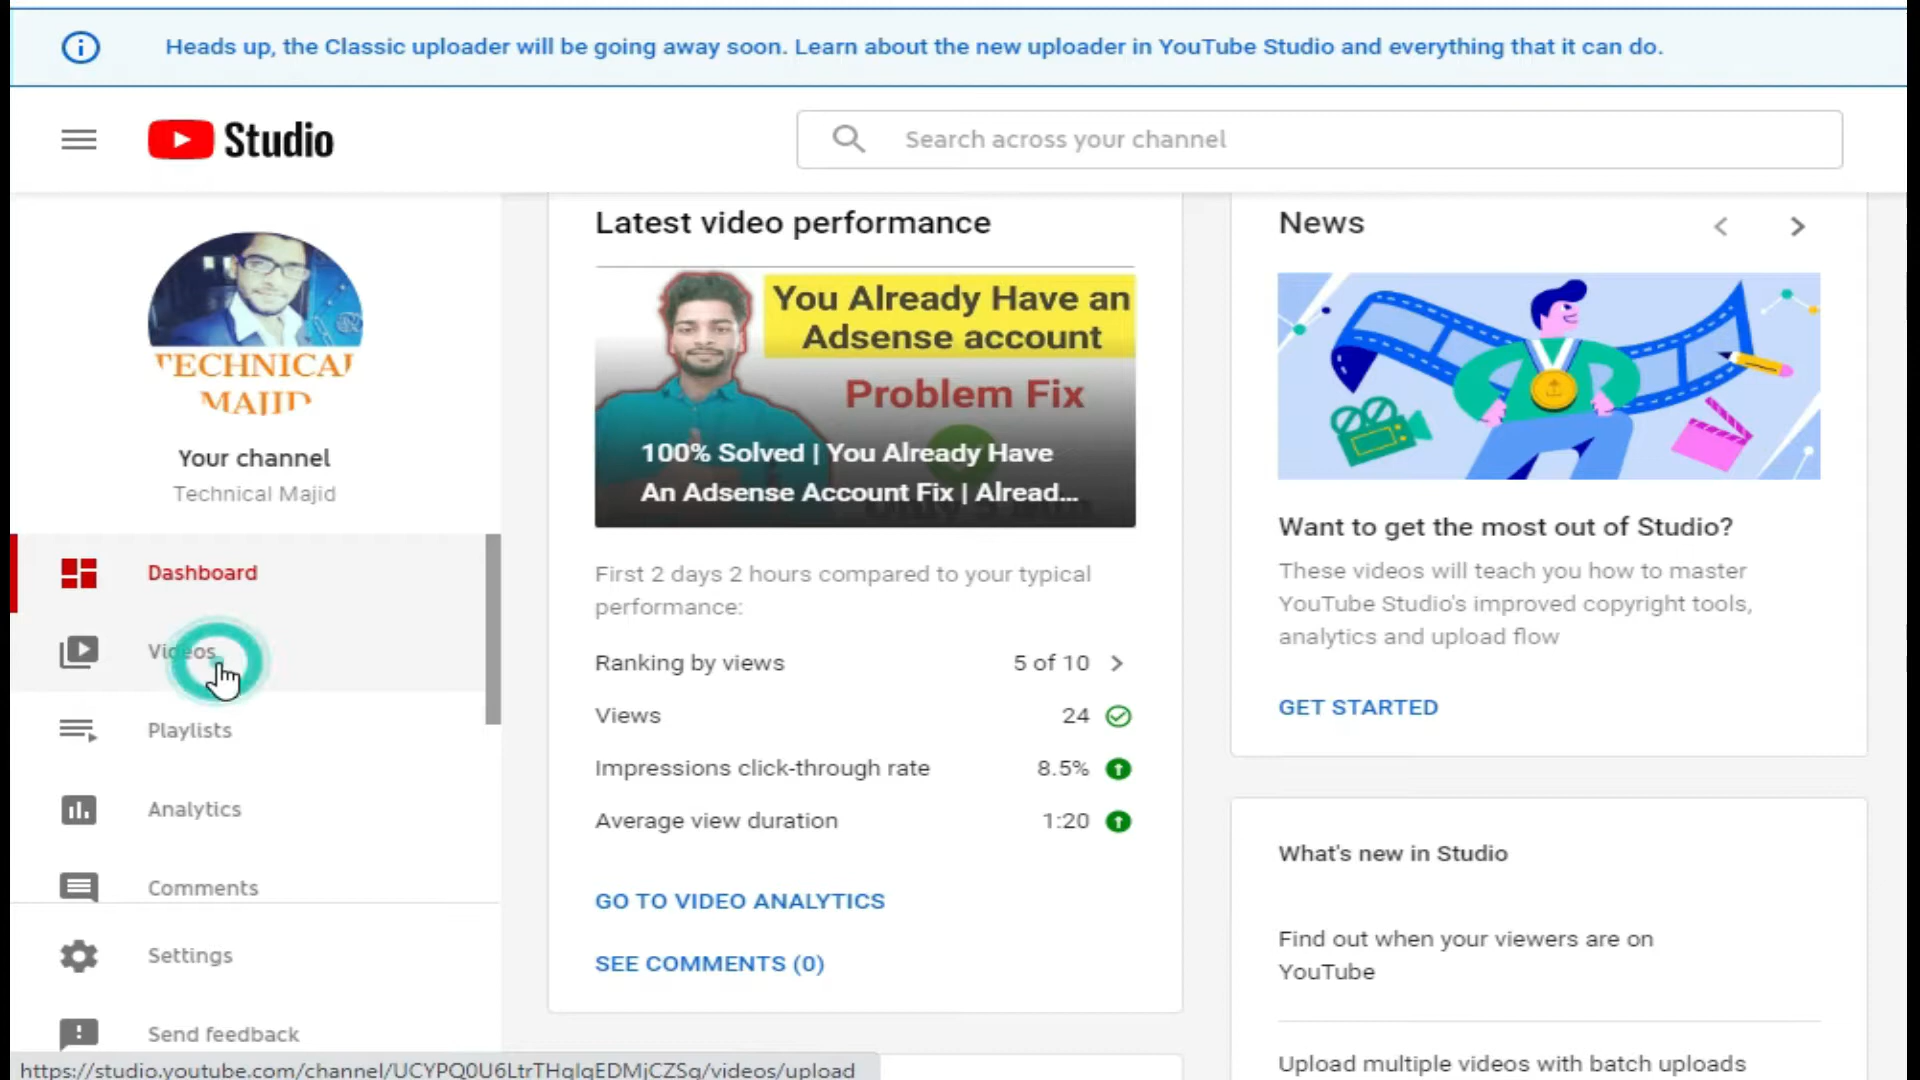 Heads up, the Classic uploader will be going away soon. Learn about the new uploader in YouTube Studio and everything that it can do.
Studio
Search across your channel
TECHNICAL
MAJID
Your channel
Technical Majid
Dashboard
Videos
Playlists
Analytics
Comments
Settings
Send feedback
Latest video performance
You Already Have an
Adsense account
Problem Fix
100% Solved | You Already Have
An Adsense Account Fix | Alread...
First 2 days 2 hours compared to your typical
performance:
Ranking by views 5 of 10
Views 24
Impressions click-through rate 8.5%
Average view duration 1:20
GO TO VIDEO ANALYTICS
SEE COMMENTS (0)
News
Want to get the most out of Studio?
These videos will teach you how to master
YouTube Studio's improved copyright tools,
analytics and upload flow
GET STARTED
What's new in Studio
Find out when your viewers are on
YouTube
Upload multiple videos with batch uploads
https://studio.youtube.com/channel/UCYPQ0U6LtrTHqlqEDMjCZSg/videos/upload